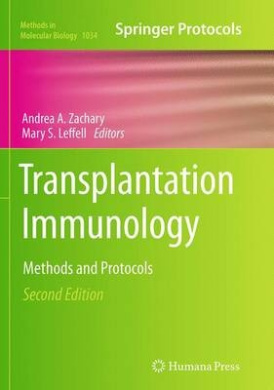 Methods in
Molecular Biology 1034
Springer Protocols
Andrea A. Zachary
Mary S. Leffell Editors
Transplantation
Immunology
Methods and Protocols
Second Edition
Humana Press